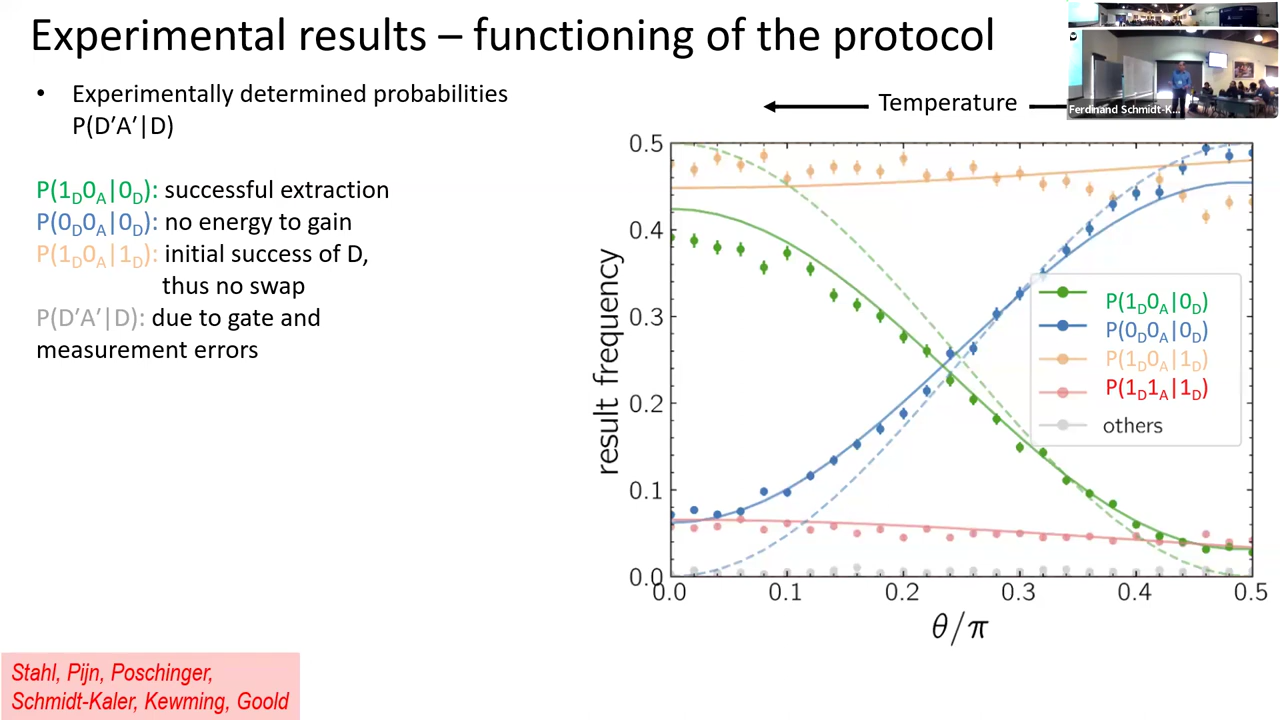 Experimental results – functioning of the protocol
• Experimentally determined probabilities
P(D′A′|D)
P(1D0A|0D): successful extraction
P(0D0A|0D): no energy to gain
P(1D0A|1D): initial success of D,
thus no swap
P(D′A′|D): due to gate and
measurement errors
Stahl, Pijn, Poschinger,
Schmidt-Kaler, Kewming, Goold
Temperature
Ferdinand Schmidt-K...
0.5
0.4
0.3
0.2
0.1
0.0
result frequency
P(1D0A|0D)
P(0D0A|0D)
P(1D0A|1D)
P(1D1A|1D)
others
0.0 0.1 0.2 0.3 0.4 0.5
θ/π